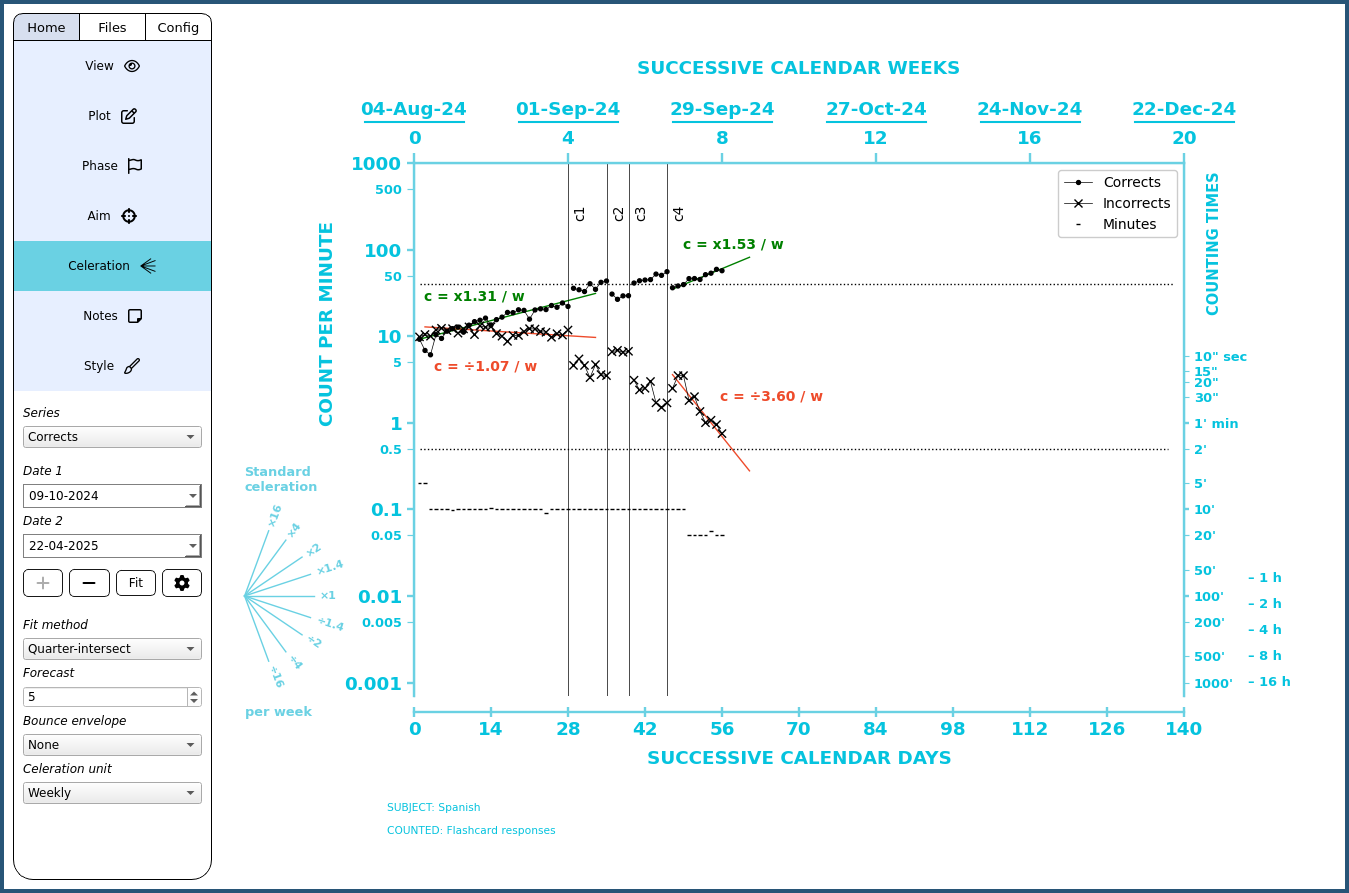 Home Files Config
View
Plot
Phase
Aim
Celeration
Notes
Style
Series
Corrects
Date 1
09-10-2024
Date 2
22-04-2025
+ − Fit
Fit method
Quarter-intersect
Forecast
5
Bounce envelope
None
Celeration unit
Weekly
SUCCESSIVE CALENDAR WEEKS
04-Aug-24 01-Sep-24 29-Sep-24 27-Oct-24 24-Nov-24 22-Dec-24
0 4 8 12 16 20
COUNT PER MINUTE
1000
500
100
50
10
5
1
0.5
0.1
0.05
0.01
0.005
0.001
c1 c2 c3 c4
Corrects
Incorrects
Minutes
c = x1.53 / w
c = x1.31 / w
c = ÷1.07 / w
c = ÷3.60 / w
COUNTING TIMES
10" sec
15"
20"
30"
1' min
2'
5'
10'
20'
50'
100'
200'
500'
1000'
– 1 h
– 2 h
– 4 h
– 8 h
– 16 h
Standard
celeration
×16
×4
×2
×1.4
×1
÷1.4
÷2
÷4
÷16
per week
0 14 28 42 56 70 84 98 112 126 140
SUCCESSIVE CALENDAR DAYS
SUBJECT: Spanish
COUNTED: Flashcard responses